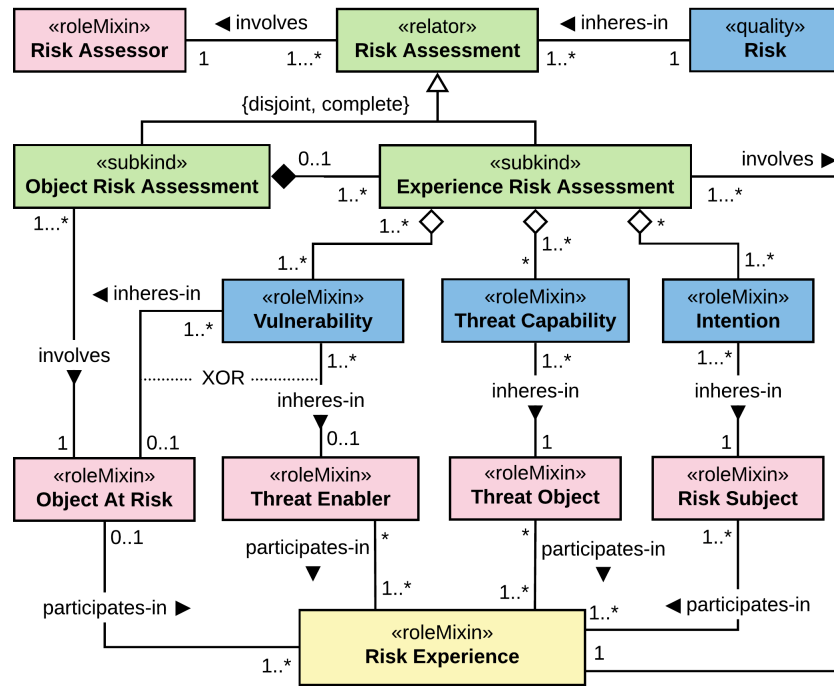 «roleMixin»
Risk Assessor
◀ involves
1
1...*
«relator»
Risk Assessment
◀ inheres-in
1..*
1
«quality»
Risk
{disjoint, complete}
«subkind»
Object Risk Assessment
0..1
1..*
«subkind»
Experience Risk Assessment
involves ▶
1...*
1...*
1..*
1..*
*
1..*
*
1..*
◀ inheres-in
1..*
«roleMixin»
Vulnerability
«roleMixin»
Threat Capability
«roleMixin»
Intention
involves
▼
XOR
1..*
inheres-in
▼
1..*
inheres-in
▼
1...*
inheres-in
▼
1
0..1
0..1
1
1
«roleMixin»
Object At Risk
«roleMixin»
Threat Enabler
«roleMixin»
Threat Object
«roleMixin»
Risk Subject
0..1
*
*
1..*
participates-in
▼
participates-in
▼
1..*
1..*
participates-in ▶
1..*
◀ participates-in
1..*
«roleMixin»
Risk Experience
1